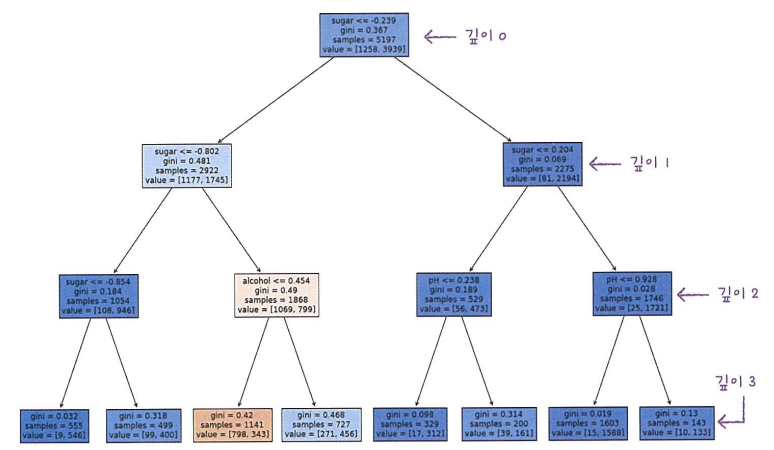 sugar <= -0.239
gini = 0.367
samples = 5197
value = [1258, 3939]
깊이 0
sugar <= -0.802
gini = 0.481
samples = 2922
value = [1177, 1745]
sugar <= 0.204
gini = 0.069
samples = 2275
value = [81, 2194]
깊이 1
sugar <= -0.854
gini = 0.184
samples = 1054
value = [108, 946]
alcohol <= 0.454
gini = 0.49
samples = 1868
value = [1069, 799]
pH <= 0.238
gini = 0.189
samples = 529
value = [56, 473]
pH <= 0.928
gini = 0.028
samples = 1746
value = [25, 1721]
깊이 2
깊이 3
gini = 0.032
samples = 555
value = [9, 546]
gini = 0.318
samples = 499
value = [99, 400]
gini = 0.42
samples = 1141
value = [798, 343]
gini = 0.468
samples = 727
value = [271, 456]
gini = 0.098
samples = 329
value = [17, 312]
gini = 0.314
samples = 200
value = [39, 161]
gini = 0.019
samples = 1603
value = [15, 1588]
gini = 0.13
samples = 143
value = [10, 133]